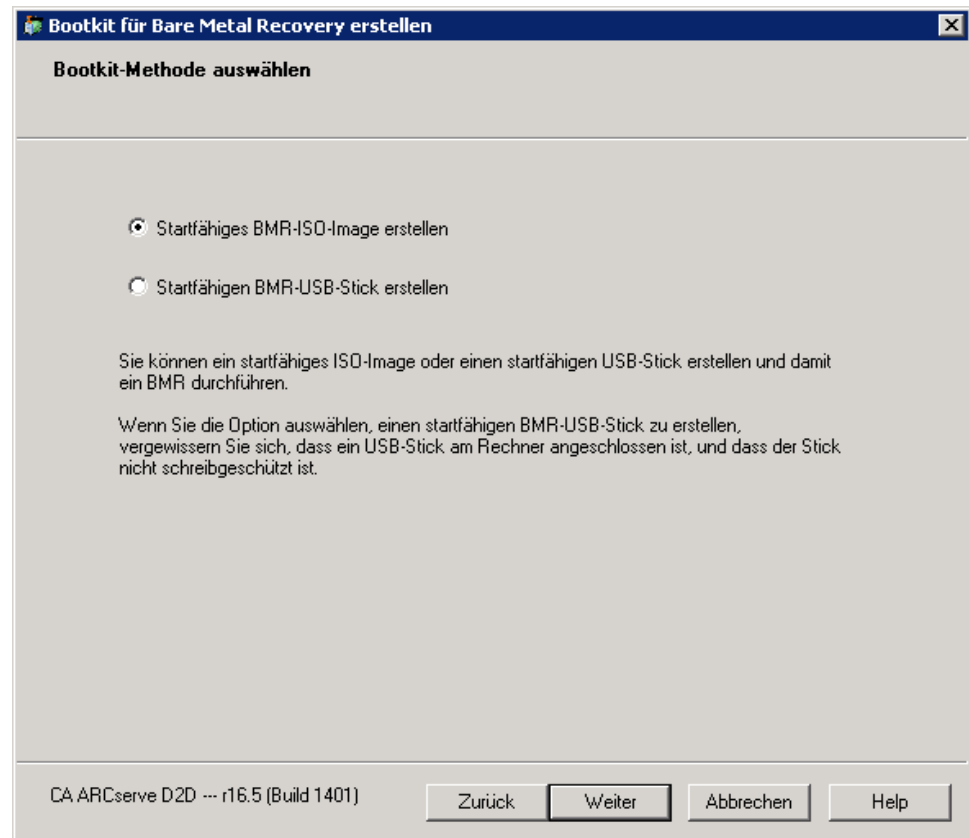 Bootkit für Bare Metal Recovery erstellen
Bootkit-Methode auswählen
Startfähiges BMR-ISO-Image erstellen
Startfähigen BMR-USB-Stick erstellen
Sie können ein startfähiges ISO-Image oder einen startfähigen USB-Stick erstellen und damit
ein BMR durchführen.
Wenn Sie die Option auswählen, einen startfähigen BMR-USB-Stick zu erstellen,
vergewissern Sie sich, dass ein USB-Stick am Rechner angeschlossen ist, und dass der Stick
nicht schreibgeschützt ist.
CA ARCserve D2D --- r16.5 (Build 1401)
Zurück
Weiter
Abbrechen
Help